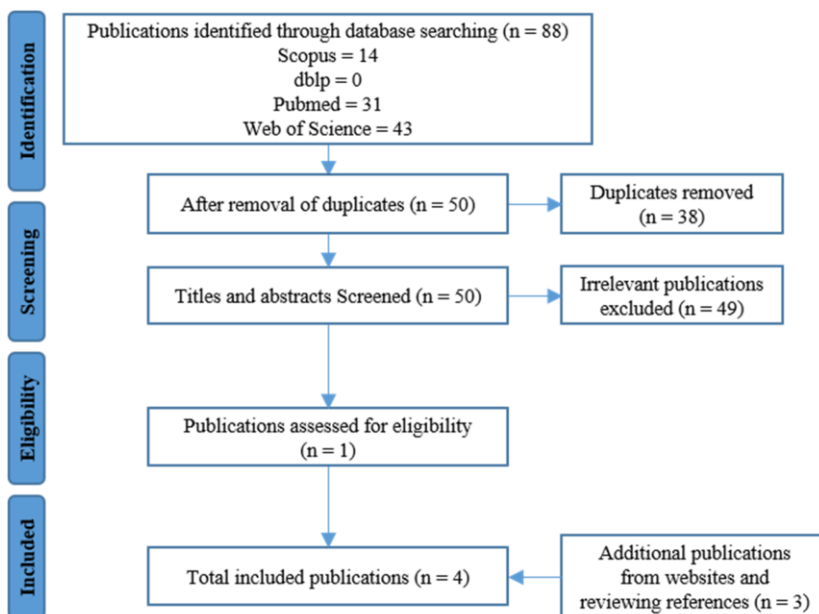 Identification
Publications identified through database searching (n = 88)
Scopus = 14
dblp = 0
Pubmed = 31
Web of Science = 43
Screening
After removal of duplicates (n = 50)
Duplicates removed
(n = 38)
Titles and abstracts Screened (n = 50)
Irrelevant publications
excluded (n = 49)
Eligibility
Publications assessed for eligibility
(n = 1)
Included
Total included publications (n = 4)
Additional publications
from websites and
reviewing references (n = 3)